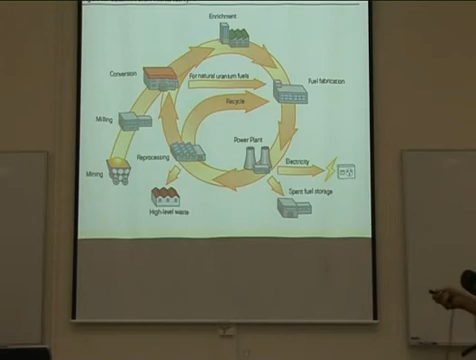 Enrichment
Conversion
For natural uranium fuels
Fuel fabrication
Recycle
Milling
Power Plant
Reprocessing
Electricity
Mining
Spent fuel storage
High-level waste